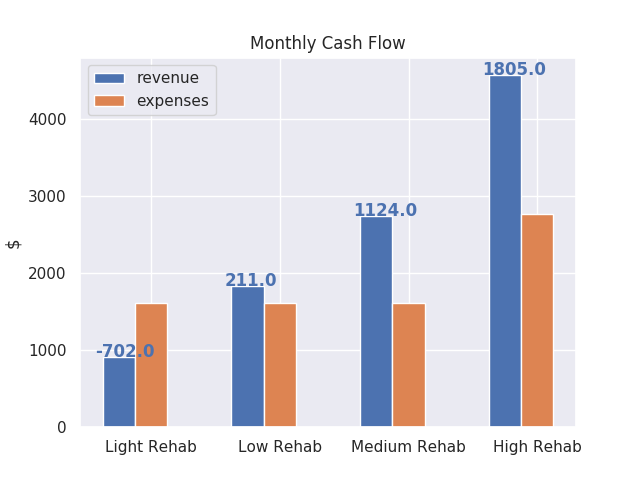 Monthly Cash Flow
revenue
expenses
1805.0
1124.0
211.0
-702.0
$
4000
3000
2000
1000
0
Light Rehab
Low Rehab
Medium Rehab
High Rehab